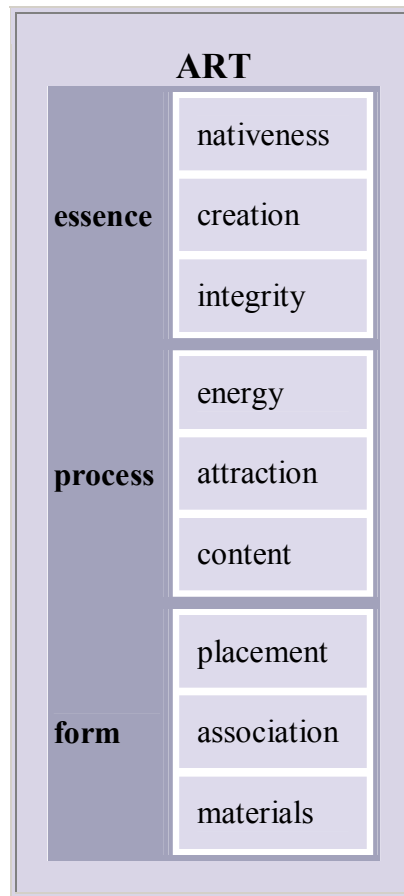 ART
essence
nativeness
creation
integrity
process
energy
attraction
content
form
placement
association
materials